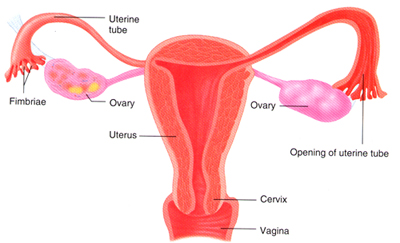 Uterine
tube
Fimbriae
Ovary
Ovary
Uterus
Opening of uterine tube
Cervix
Vagina